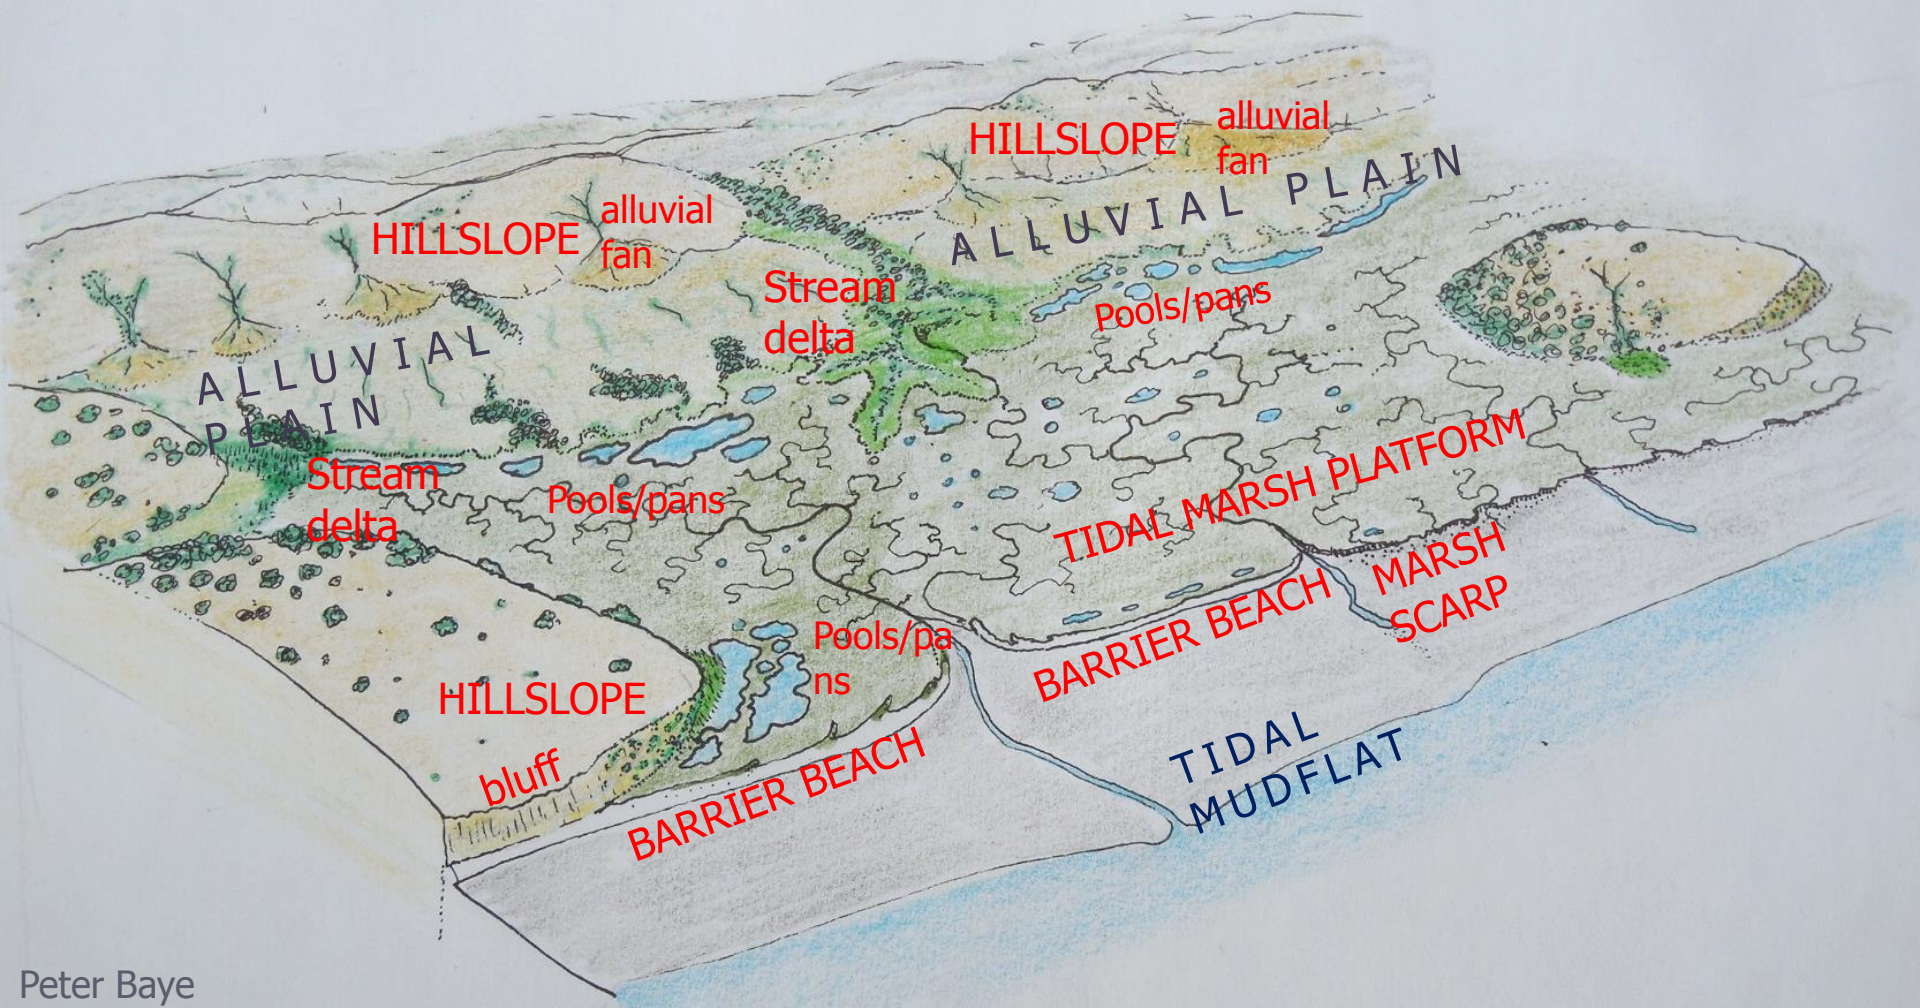 alluvial
fan
HILLSLOPE
ALLUVIAL PLAIN
alluvial
fan
HILLSLOPE
Stream
delta
Pools/pans
ALLUVIAL
PLAIN
Stream
delta
Pools/pans
TIDAL MARSH PLATFORM
MARSH
SCARP
BARRIER BEACH
Pools/pa
ns
HILLSLOPE
bluff
BARRIER BEACH
TIDAL
MUDFLAT
Peter Baye